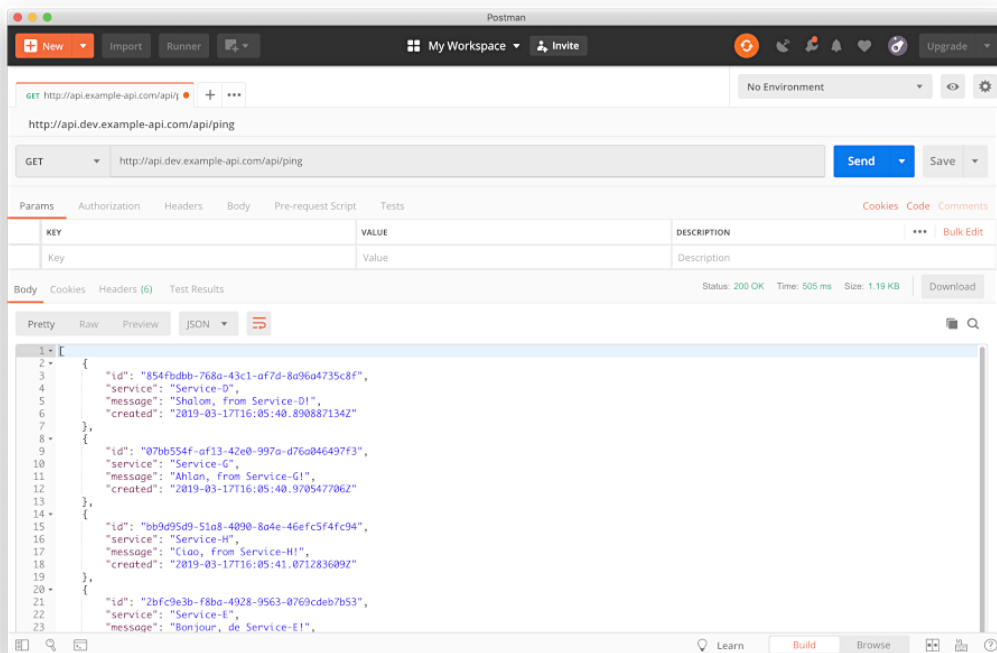 Postman
New Import Runner My Workspace Invite Upgrade
GET http://api.example-api.com/api/p No Environment
http://api.dev.example-api.com/api/ping
GET http://api.dev.example-api.com/api/ping Send Save
Params Authorization Headers Body Pre-request Script Tests Cookies Code Comments
KEY VALUE DESCRIPTION Bulk Edit
Key Value Description
Body Cookies Headers (6) Test Results Status: 200 OK Time: 505 ms Size: 1.19 KB Download
Pretty Raw Preview JSON
1 [
2 {
3 "id": "854fbdbb-768a-43c1-af7d-8a96a4735c8f",
4 "service": "Service-D",
5 "message": "Shalom, from Service-D!",
6 "created": "2019-03-17T16:05:40.890887134Z"
7 },
8 {
9 "id": "07bb554f-af13-42e0-997a-d76a046497f3",
10 "service": "Service-G",
11 "message": "Ahlan, from Service-G!",
12 "created": "2019-03-17T16:05:40.970547706Z"
13 },
14 {
15 "id": "bb9d95d9-51a8-4090-8a4e-46efc5f4fc94",
16 "service": "Service-H",
17 "message": "Ciao, from Service-H!",
18 "created": "2019-03-17T16:05:41.071283609Z"
19 },
20 {
21 "id": "2bfc9e3b-f8ba-4928-9563-0769cdeb7b53",
22 "service": "Service-E",
23 "message": "Bonjour, de Service-E!",
Learn Build Browse